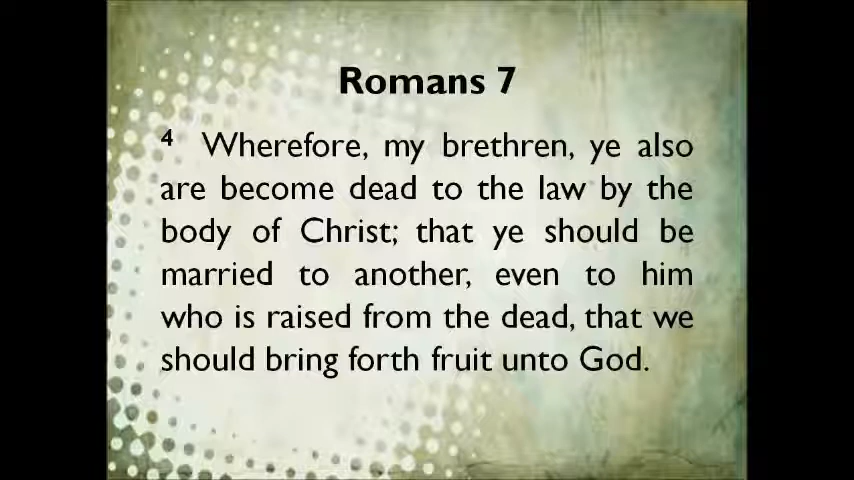 Romans 7
4 Wherefore, my brethren, ye also
are become dead to the law by the
body of Christ; that ye should be
married to another, even to him
who is raised from the dead, that we
should bring forth fruit unto God.